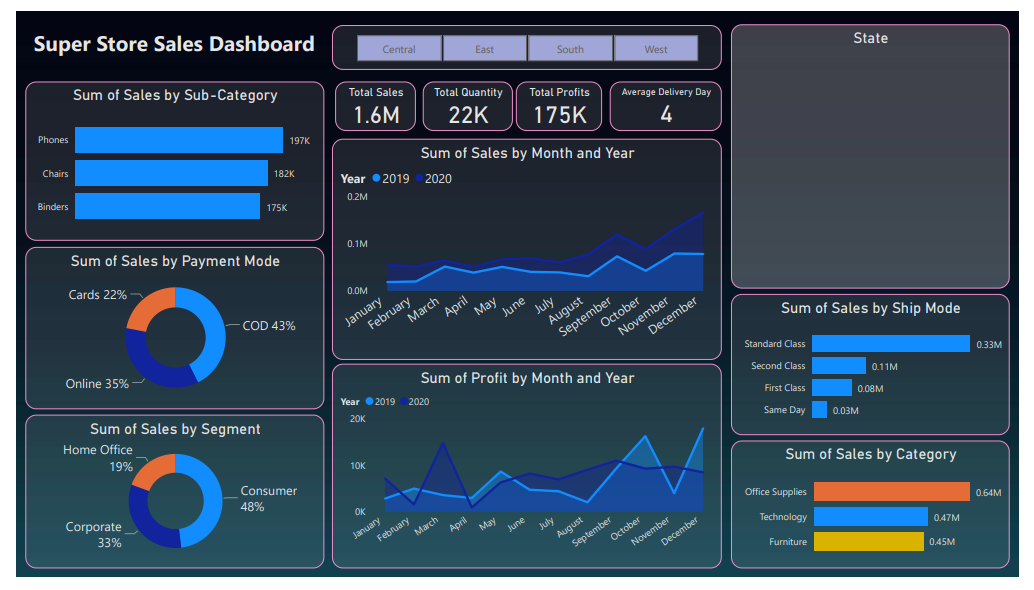 Super Store Sales Dashboard
Central East South West
State
Total Sales
1.6M
Total Quantity
22K
Total Profits
175K
Average Delivery Day
4
Sum of Sales by Sub-Category
Phones 197K
Chairs 182K
Binders 175K
Sum of Sales by Payment Mode
Cards 22%
COD 43%
Online 35%
Sum of Sales by Segment
Home Office
19%
Consumer
48%
Corporate
33%
Sum of Sales by Month and Year
Year 2019 2020
0.2M
0.1M
0.0M
January February March April May June July August September October November December
Sum of Profit by Month and Year
Year 2019 2020
20K
10K
0K
January February March April May June July August September October November December
Sum of Sales by Ship Mode
Standard Class 0.33M
Second Class 0.11M
First Class 0.08M
Same Day 0.03M
Sum of Sales by Category
Office Supplies 0.64M
Technology 0.47M
Furniture 0.45M